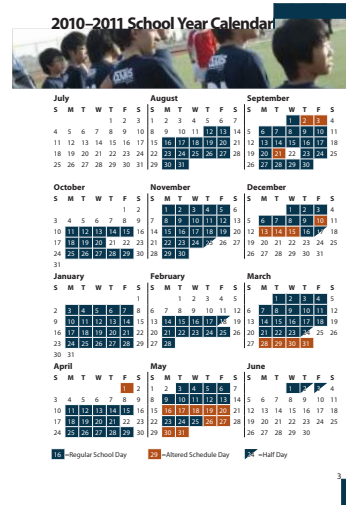 2010–2011 School Year Calendar
July August September
S M T W T F S S M T W T F S S M T W T F S
1 2 3 1 2 3 4 5 6 7 1 2 3 4
4 5 6 7 8 9 10 8 9 10 11 12 13 14 5 6 7 8 9 10 11
11 12 13 14 15 16 17 15 16 17 18 19 20 21 12 13 14 15 16 17 18
18 19 20 21 22 23 24 22 23 24 25 26 27 28 19 20 21 22 23 24 25
25 26 27 28 29 30 31 29 30 31 26 27 28 29 30
October November December
S M T W T F S S M T W T F S S M T W T F S
1 2 1 2 3 4 5 6 1 2 3 4
3 4 5 6 7 8 9 7 8 9 10 11 12 13 5 6 7 8 9 10 11
10 11 12 13 14 15 16 14 15 16 17 18 19 20 12 13 14 15 16 17 18
17 18 19 20 21 22 23 21 22 23 24 25 26 27 19 20 21 22 23 24 25
24 25 26 27 28 29 30 28 29 30 26 27 28 29 30 31
31
January February March
S M T W T F S S M T W T F S S M T W T F S
1 1 2 3 4 5 1 2 3 4 5
2 3 4 5 6 7 8 6 7 8 9 10 11 12 6 7 8 9 10 11 12
9 10 11 12 13 14 15 13 14 15 16 17 18 19 13 14 15 16 17 18 19
16 17 18 19 20 21 22 20 21 22 23 24 25 26 20 21 22 23 24 25 26
23 24 25 26 27 28 29 27 28 27 28 29 30 31
30 31
April May June
S M T W T F S S M T W T F S S M T W T F S
1 2 1 2 3 4 5 6 7 1 2 3 4
3 4 5 6 7 8 9 8 9 10 11 12 13 14 5 6 7 8 9 10 11
10 11 12 13 14 15 16 15 16 17 18 19 20 21 12 13 14 15 16 17 18
17 18 19 20 21 22 23 22 23 24 25 26 27 28 19 20 21 22 23 24 25
24 25 26 27 28 29 30 29 30 31 26 27 28 29 30
16 =Regular School Day 29 =Altered Schedule Day 24 =Half Day
3